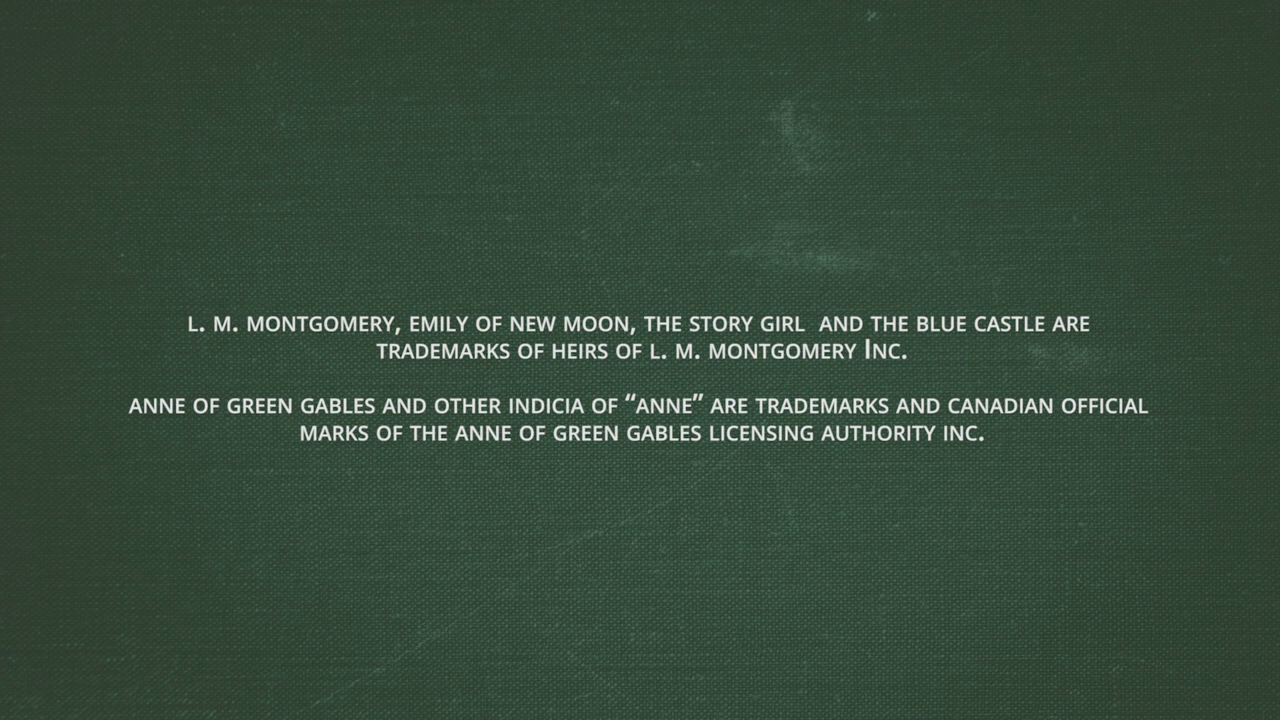 L. M. MONTGOMERY, EMILY OF NEW MOON, THE STORY GIRL  AND THE BLUE CASTLE ARE
TRADEMARKS OF HEIRS OF L. M. MONTGOMERY INC.
ANNE OF GREEN GABLES AND OTHER INDICIA OF “ANNE” ARE TRADEMARKS AND CANADIAN OFFICIAL
MARKS OF THE ANNE OF GREEN GABLES LICENSING AUTHORITY INC.